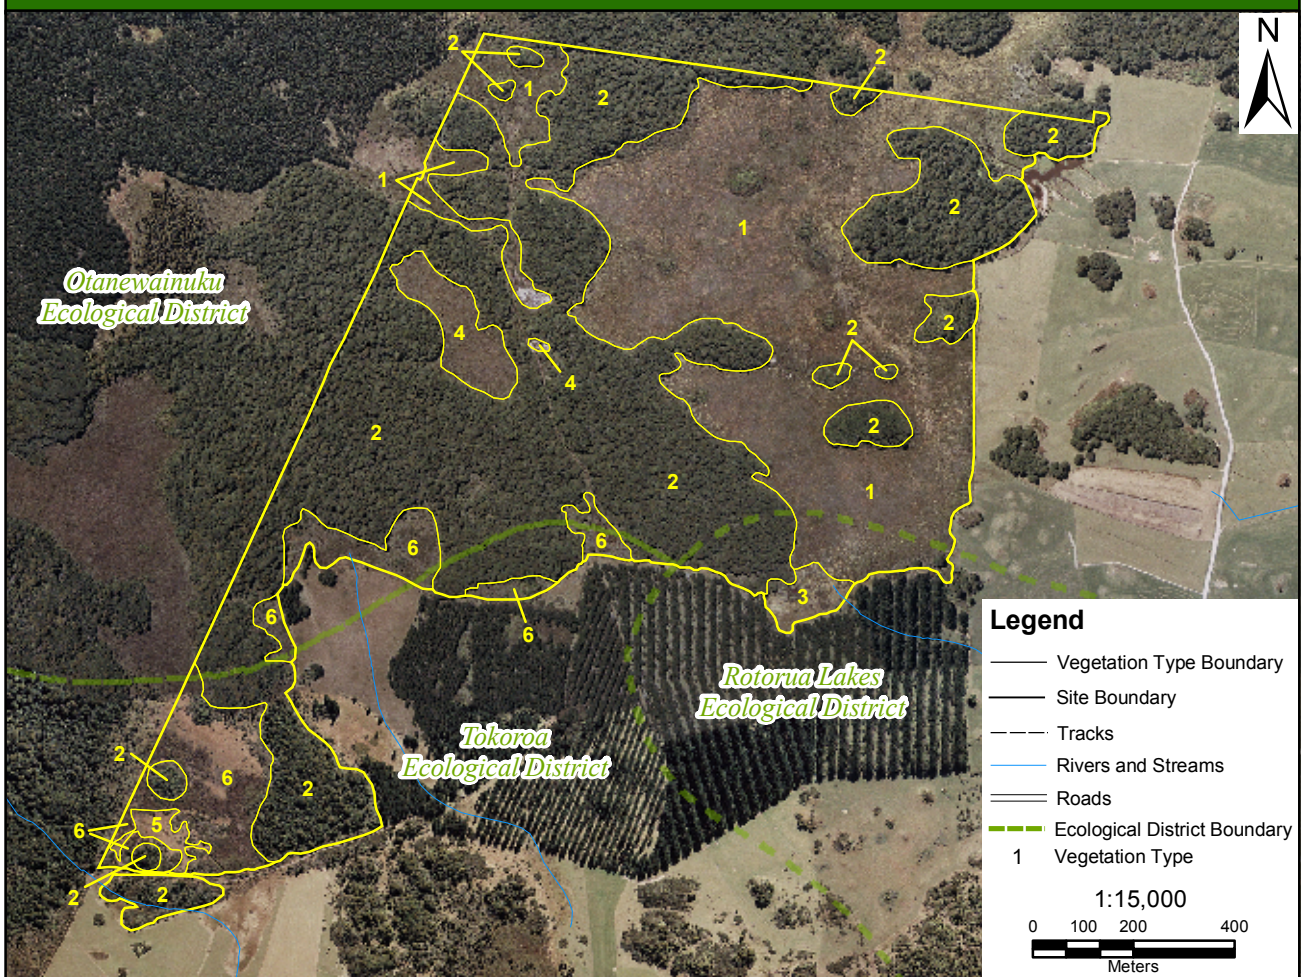 N
2
2
1
2
2
1
2
1
2
Otanewainuku
Ecological District
4
2
2
4
2
2
2
1
6
6
3
6
6
Rotorua Lakes
Ecological District
Tokoroa
Ecological District
2
6
2
6
5
2
2
Legend
Vegetation Type Boundary
Site Boundary
Tracks
Rivers and Streams
Roads
Ecological District Boundary
1 Vegetation Type
1:15,000
0 100 200 400
Meters